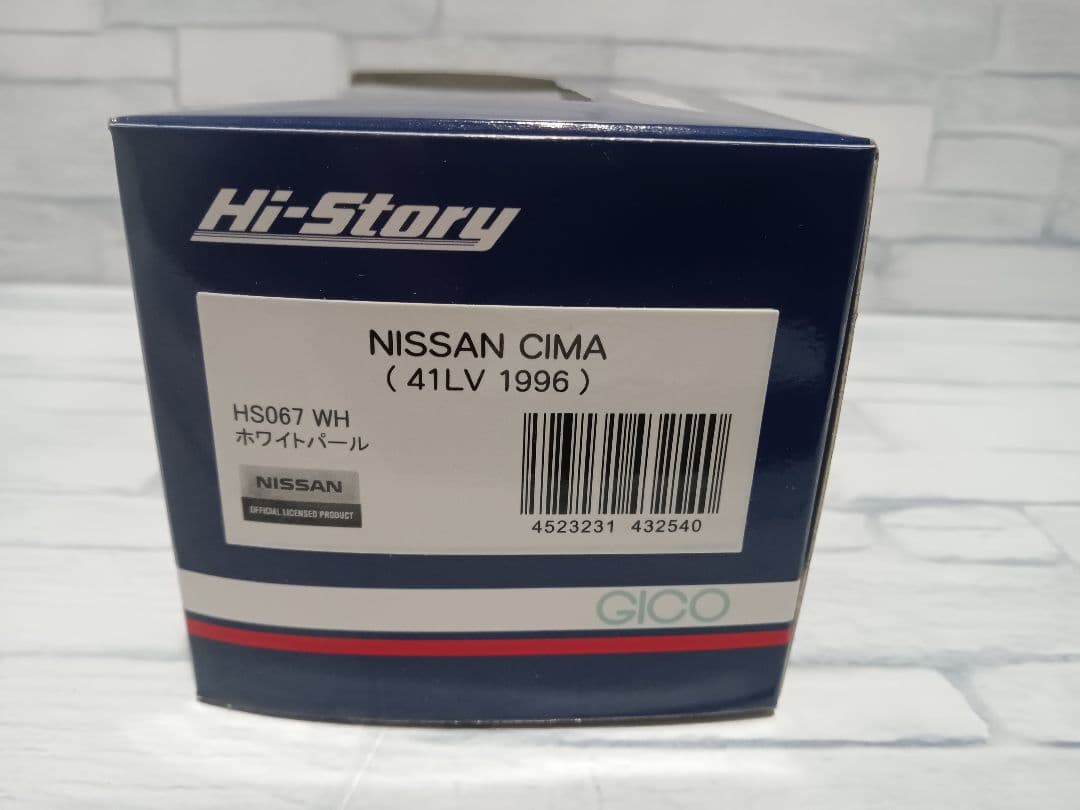 Hi-Story
NISSAN CIMA
( 41LV 1996 )
HS067 WH
ホワイトパール
NISSAN
OFFICIAL LICENSED PRODUCT
4523231 432540
GICO